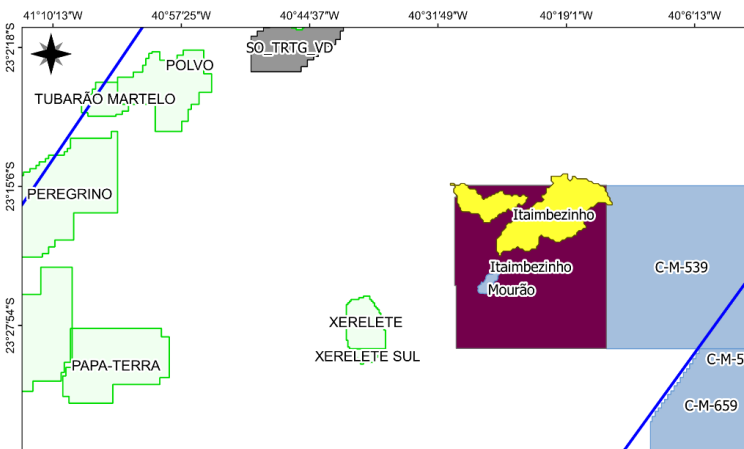 41°10'13"W 40°57'25"W 40°44'37"W 40°31'49"W 40°19'1"W 40°6'13"W
23°2'18"S
SO_TRTG_VD
POLVO
TUBARÃO MARTELO
23°15'6"S
PEREGRINO
Itaimbezinho
Itaimbezinho
C-M-539
Mourão
23°27'54"S
XERELETE
XERELETE SUL
PAPA-TERRA
C-M-5
C-M-659